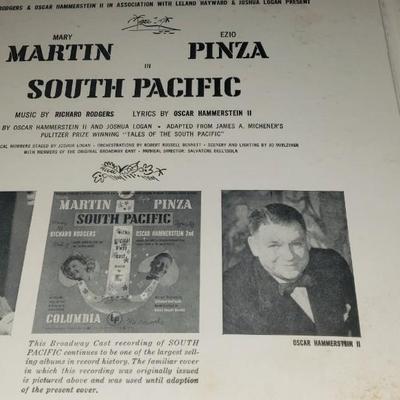 RODGERS & OSCAR HAMMERSTEIN II IN ASSOCIATION WITH LELAND HAYWARD & JOSHUA LOGAN PRESENT
MARY EZIO
MARTIN PINZA
IN
SOUTH PACIFIC
MUSIC BY RICHARD RODGERS LYRICS BY OSCAR HAMMERSTEIN II
BY OSCAR HAMMERSTEIN II AND JOSHUA LOGAN • ADAPTED FROM JAMES A. MICHENER'S
PULITZER PRIZE WINNING "TALES OF THE SOUTH PACIFIC"
CAL NUMBERS STAGED BY JOSHUA LOGAN • ORCHESTRATIONS BY ROBERT RUSSELL BENNETT • SCENERY AND LIGHTING BY JO MIELZINER
WITH MEMBERS OF THE ORIGINAL BROADWAY CAST • MUSICAL DIRECTOR: SALVATORE DELL'ISOLA
MARTIN PINZA
SOUTH PACIFIC
RICHARD RODGERS OSCAR HAMMERSTEIN 2nd
COLUMBIA LP
OSCAR HAMMERSTEIN II
This Broadway Cast recording of SOUTH
PACIFIC continues to be one of the largest sell-
ing albums in record history. The familiar cover
in which this recording was originally issued
is pictured above and was used until adoption
of the present cover.